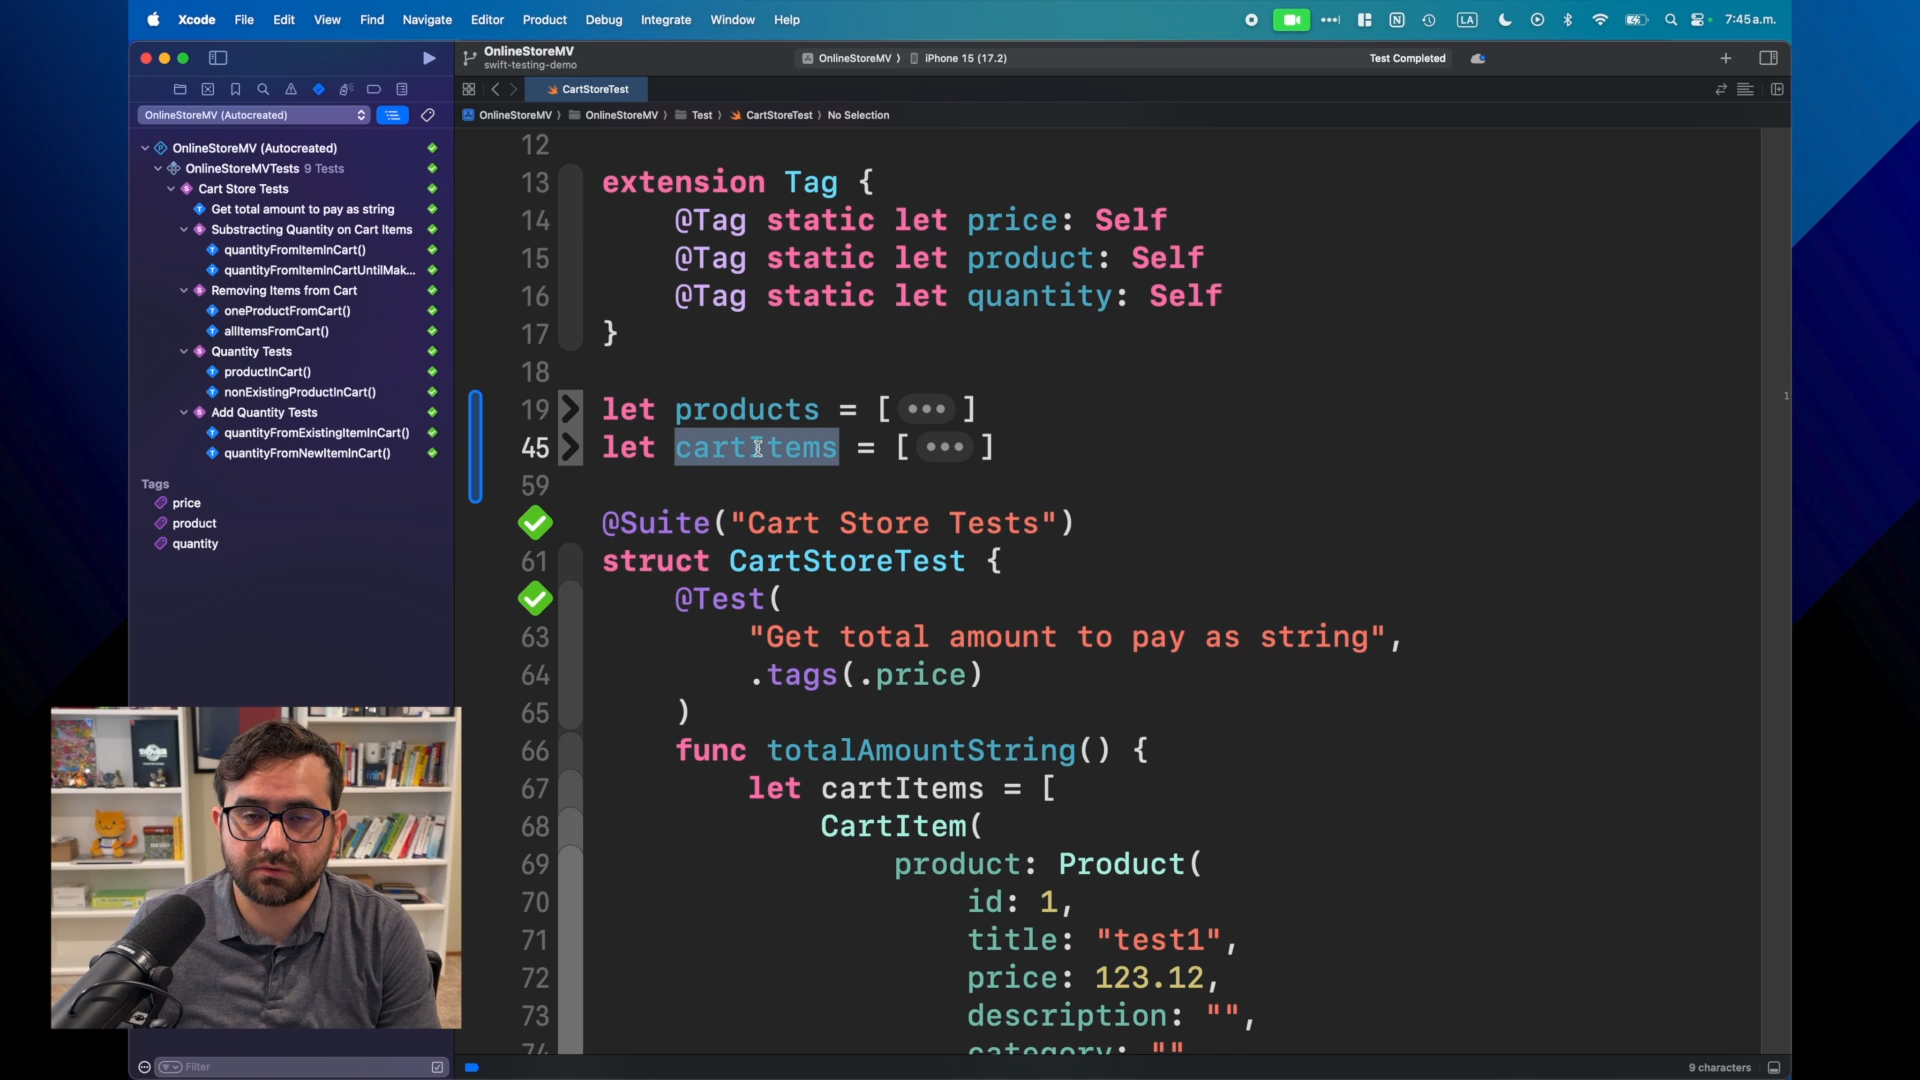 Xcode File Edit View Find Navigate Editor Product Debug Integrate Window Help
LA
7:45 a.m.
OnlineStoreMV
swift-testing-demo
OnlineStoreMV
iPhone 15 (17.2)
Test Completed
CartStoreTest
OnlineStoreMV (Autocreated)
OnlineStoreMV
OnlineStoreMV
Test
CartStoreTest
No Selection
OnlineStoreMV (Autocreated)
OnlineStoreMVTests 9 Tests
Cart Store Tests
Get total amount to pay as string
Substracting Quantity on Cart Items
quantityFromItemInCart()
quantityFromItemInCartUntilMak...
Removing Items from Cart
oneProductFromCart()
allItemsFromCart()
Quantity Tests
productInCart()
nonExistingProductInCart()
Add Quantity Tests
quantityFromExistingItemInCart()
quantityFromNewItemInCart()
Tags
price
product
quantity
12
13 extension Tag {
14 @Tag static let price: Self
15 @Tag static let product: Self
16 @Tag static let quantity: Self
17 }
18
19 let products = [ ••• ]
45 let cartItems = [ ••• ]
59
@Suite("Cart Store Tests")
61 struct CartStoreTest {
@Test(
63 "Get total amount to pay as string",
64 .tags(.price)
65 )
66 func totalAmountString() {
67 let cartItems = [
68 CartItem(
69 product: Product(
70 id: 1,
71 title: "test1",
72 price: 123.12,
73 description: "",
74 category: ""
1
Filter
9 characters
mini